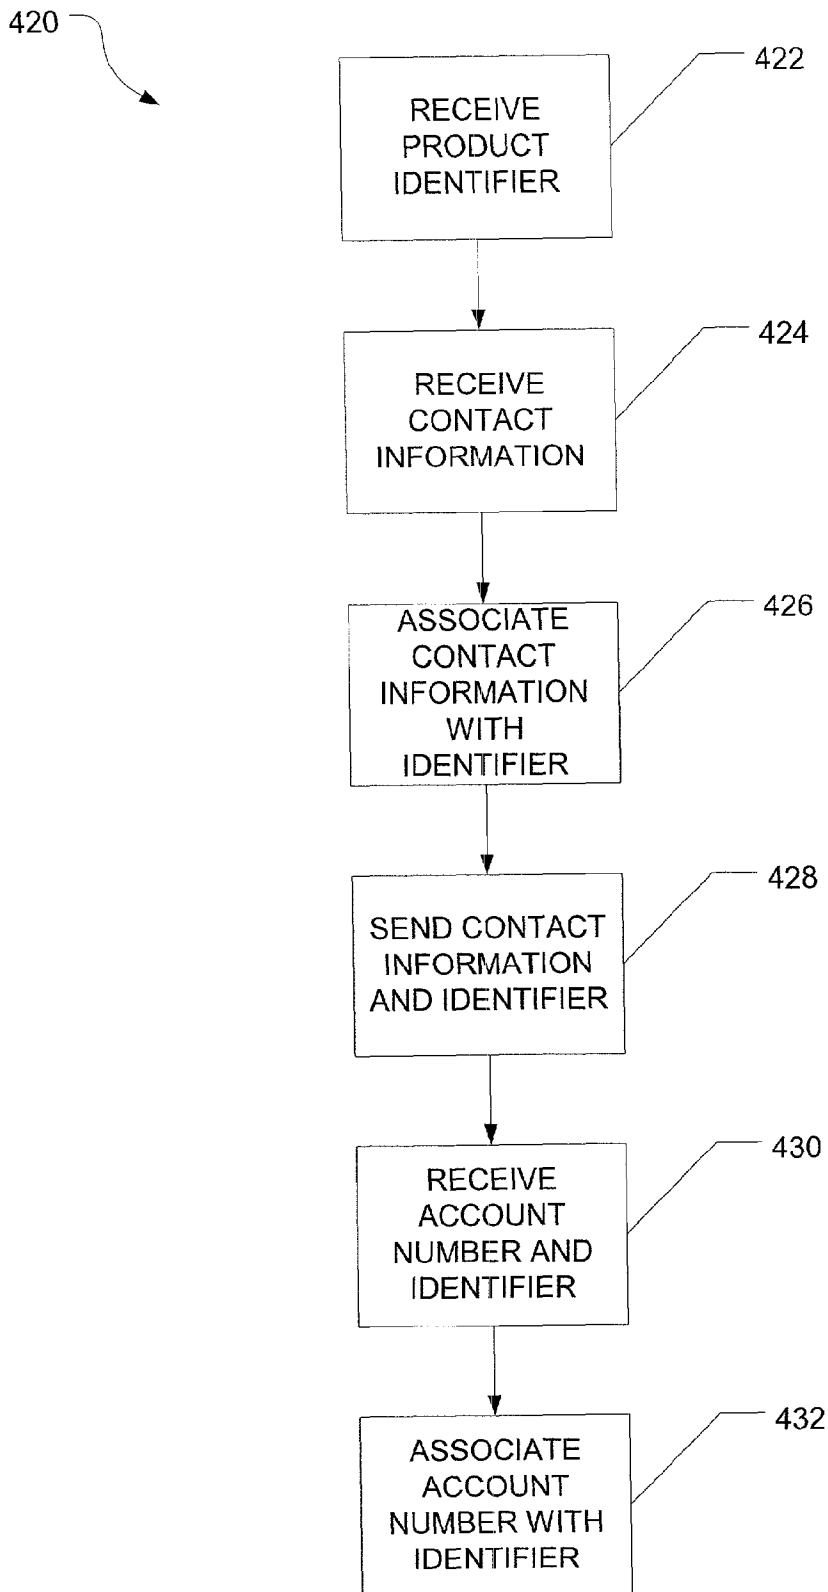 420
422
RECEIVE
PRODUCT
IDENTIFIER
424
RECEIVE
CONTACT
INFORMATION
426
ASSOCIATE
CONTACT
INFORMATION
WITH
IDENTIFIER
428
SEND CONTACT
INFORMATION
AND IDENTIFIER
430
RECEIVE
ACCOUNT
NUMBER AND
IDENTIFIER
432
ASSOCIATE
ACCOUNT
NUMBER WITH
IDENTIFIER